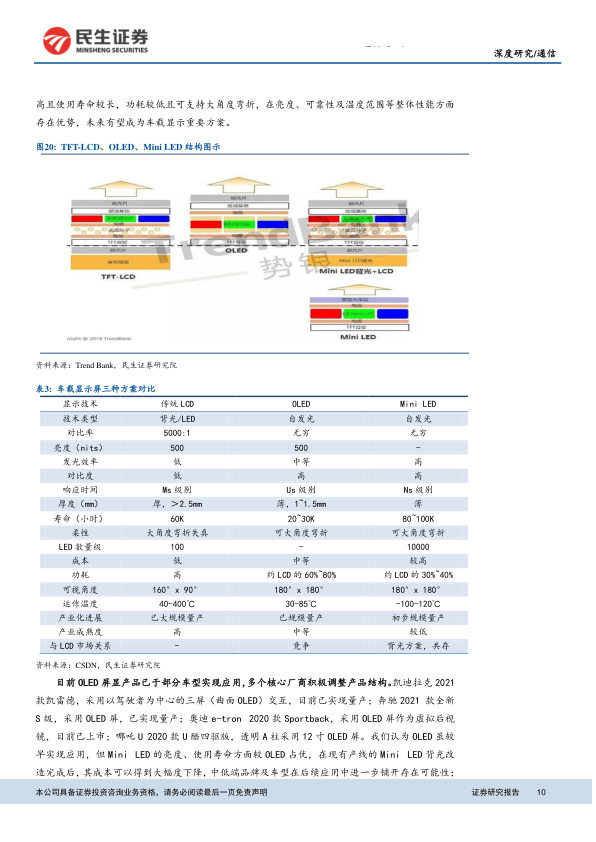 民生证券
MINSHENG SECURITIES
深度研究/通信
高且使用寿命较长，功耗较低且可支持大角度弯折，在亮度、可靠性及温度范围等整体性能方面
存在优势，未来有望成为车载显示重要方案。
图20: TFT-LCD、OLED、Mini LED 结构图示
TFT-LCD
OLED
Mini LED背光+LCD
Mini LED
TrendBank
势银
2019 TrendBank
资料来源：Trend Bank，民生证券研究院
表3: 车载显示屏三种方案对比
显示技术 传统 LCD OLED Mini LED
技术类型 背光/LED 自发光 自发光
对比率 5000:1 无穷 无穷
亮度（nits） 500 500 -
发光效率 低 中等 高
对比度 低 高 高
响应时间 Ms 级别 Us 级别 Ns 级别
厚度（mm） 厚，＞2.5mm 薄，1~1.5mm 薄
寿命（小时） 60K 20~30K 80~100K
柔性 大角度弯折失真 可大角度弯折 可大角度弯折
LED 数量级 100 - 10000
成本 低 中等 较高
功耗 高 约 LCD 的 60%~80% 约 LCD 的 30%~40%
可视角度 160°x 90° 180°x 180° 180°x 180°
运作温度 40-400℃ 30-85℃ -100-120℃
产业化进展 已大规模量产 已规模量产 初步规模量产
产业成熟度 高 中等 较低
与 LCD 市场关系 - 竞争 背光方案，共存
资料来源：CSDN，民生证券研究院
目前 OLED 屏显产品已于部分车型实现应用，多个核心厂商积极调整产品结构。凯迪拉克 2021
款凯雷德，采用以驾驶者为中心的三屏（曲面 OLED）交互，目前已实现量产；奔驰 2021 款全新
S 级，采用 OLED 屏，已实现量产；奥迪 e-tron 2020 款 Sportback，采用 OLED 屏作为虚拟后视
镜，目前已上市；哪吒 U 2020 款 U 酷四驱版，透明 A 柱采用 12 寸 OLED 屏。我们认为 OLED 虽较
早实现应用，但 Mini LED 的亮度、使用寿命方面较 OLED 占优，在现有产线的 Mini LED 背光改
造完成后，其成本可以得到大幅度下降，中低端品牌及车型在后续应用中进一步铺开存在可能性；
本公司具备证券投资咨询业务资格，请务必阅读最后一页免责声明 证券研究报告 10